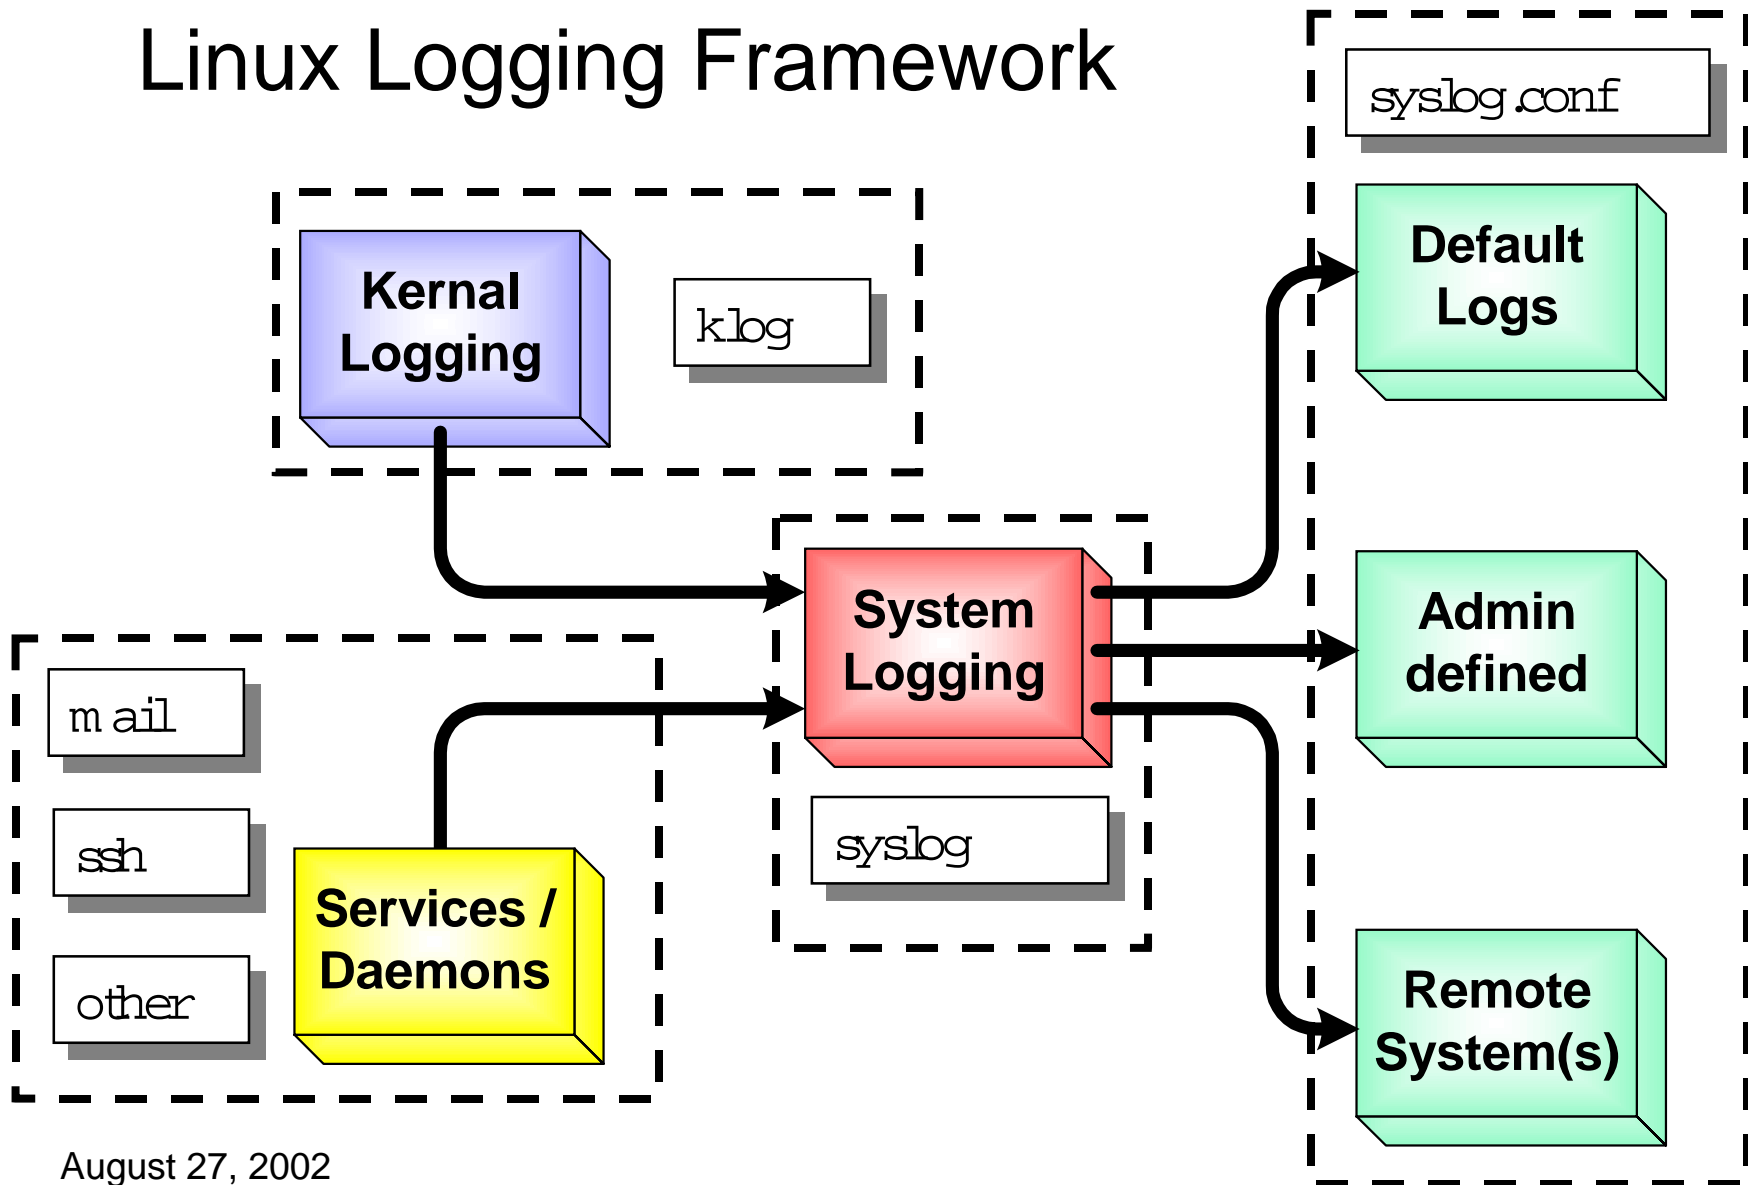 Linux Logging Framework
syslog.conf
Kernal
Logging
klog
Default
Logs
System
Logging
syslog
Admin
defined
mail
ssh
other
Services /
Daemons
Remote
System(s)
August 27, 2002